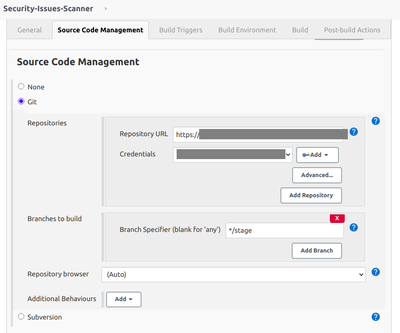 Security-Issues-Scanner
General Source Code Management Build Triggers Build Environment Build Post-build Actions
Source Code Management
None
Git
Repositories
Repository URL https://
?
?
Credentials Add
Advanced...
Add Repository
Branches to build
X
Branch Specifier (blank for 'any') */stage
?
?
Add Branch
Repository browser (Auto)
?
Additional Behaviours Add
Subversion
?